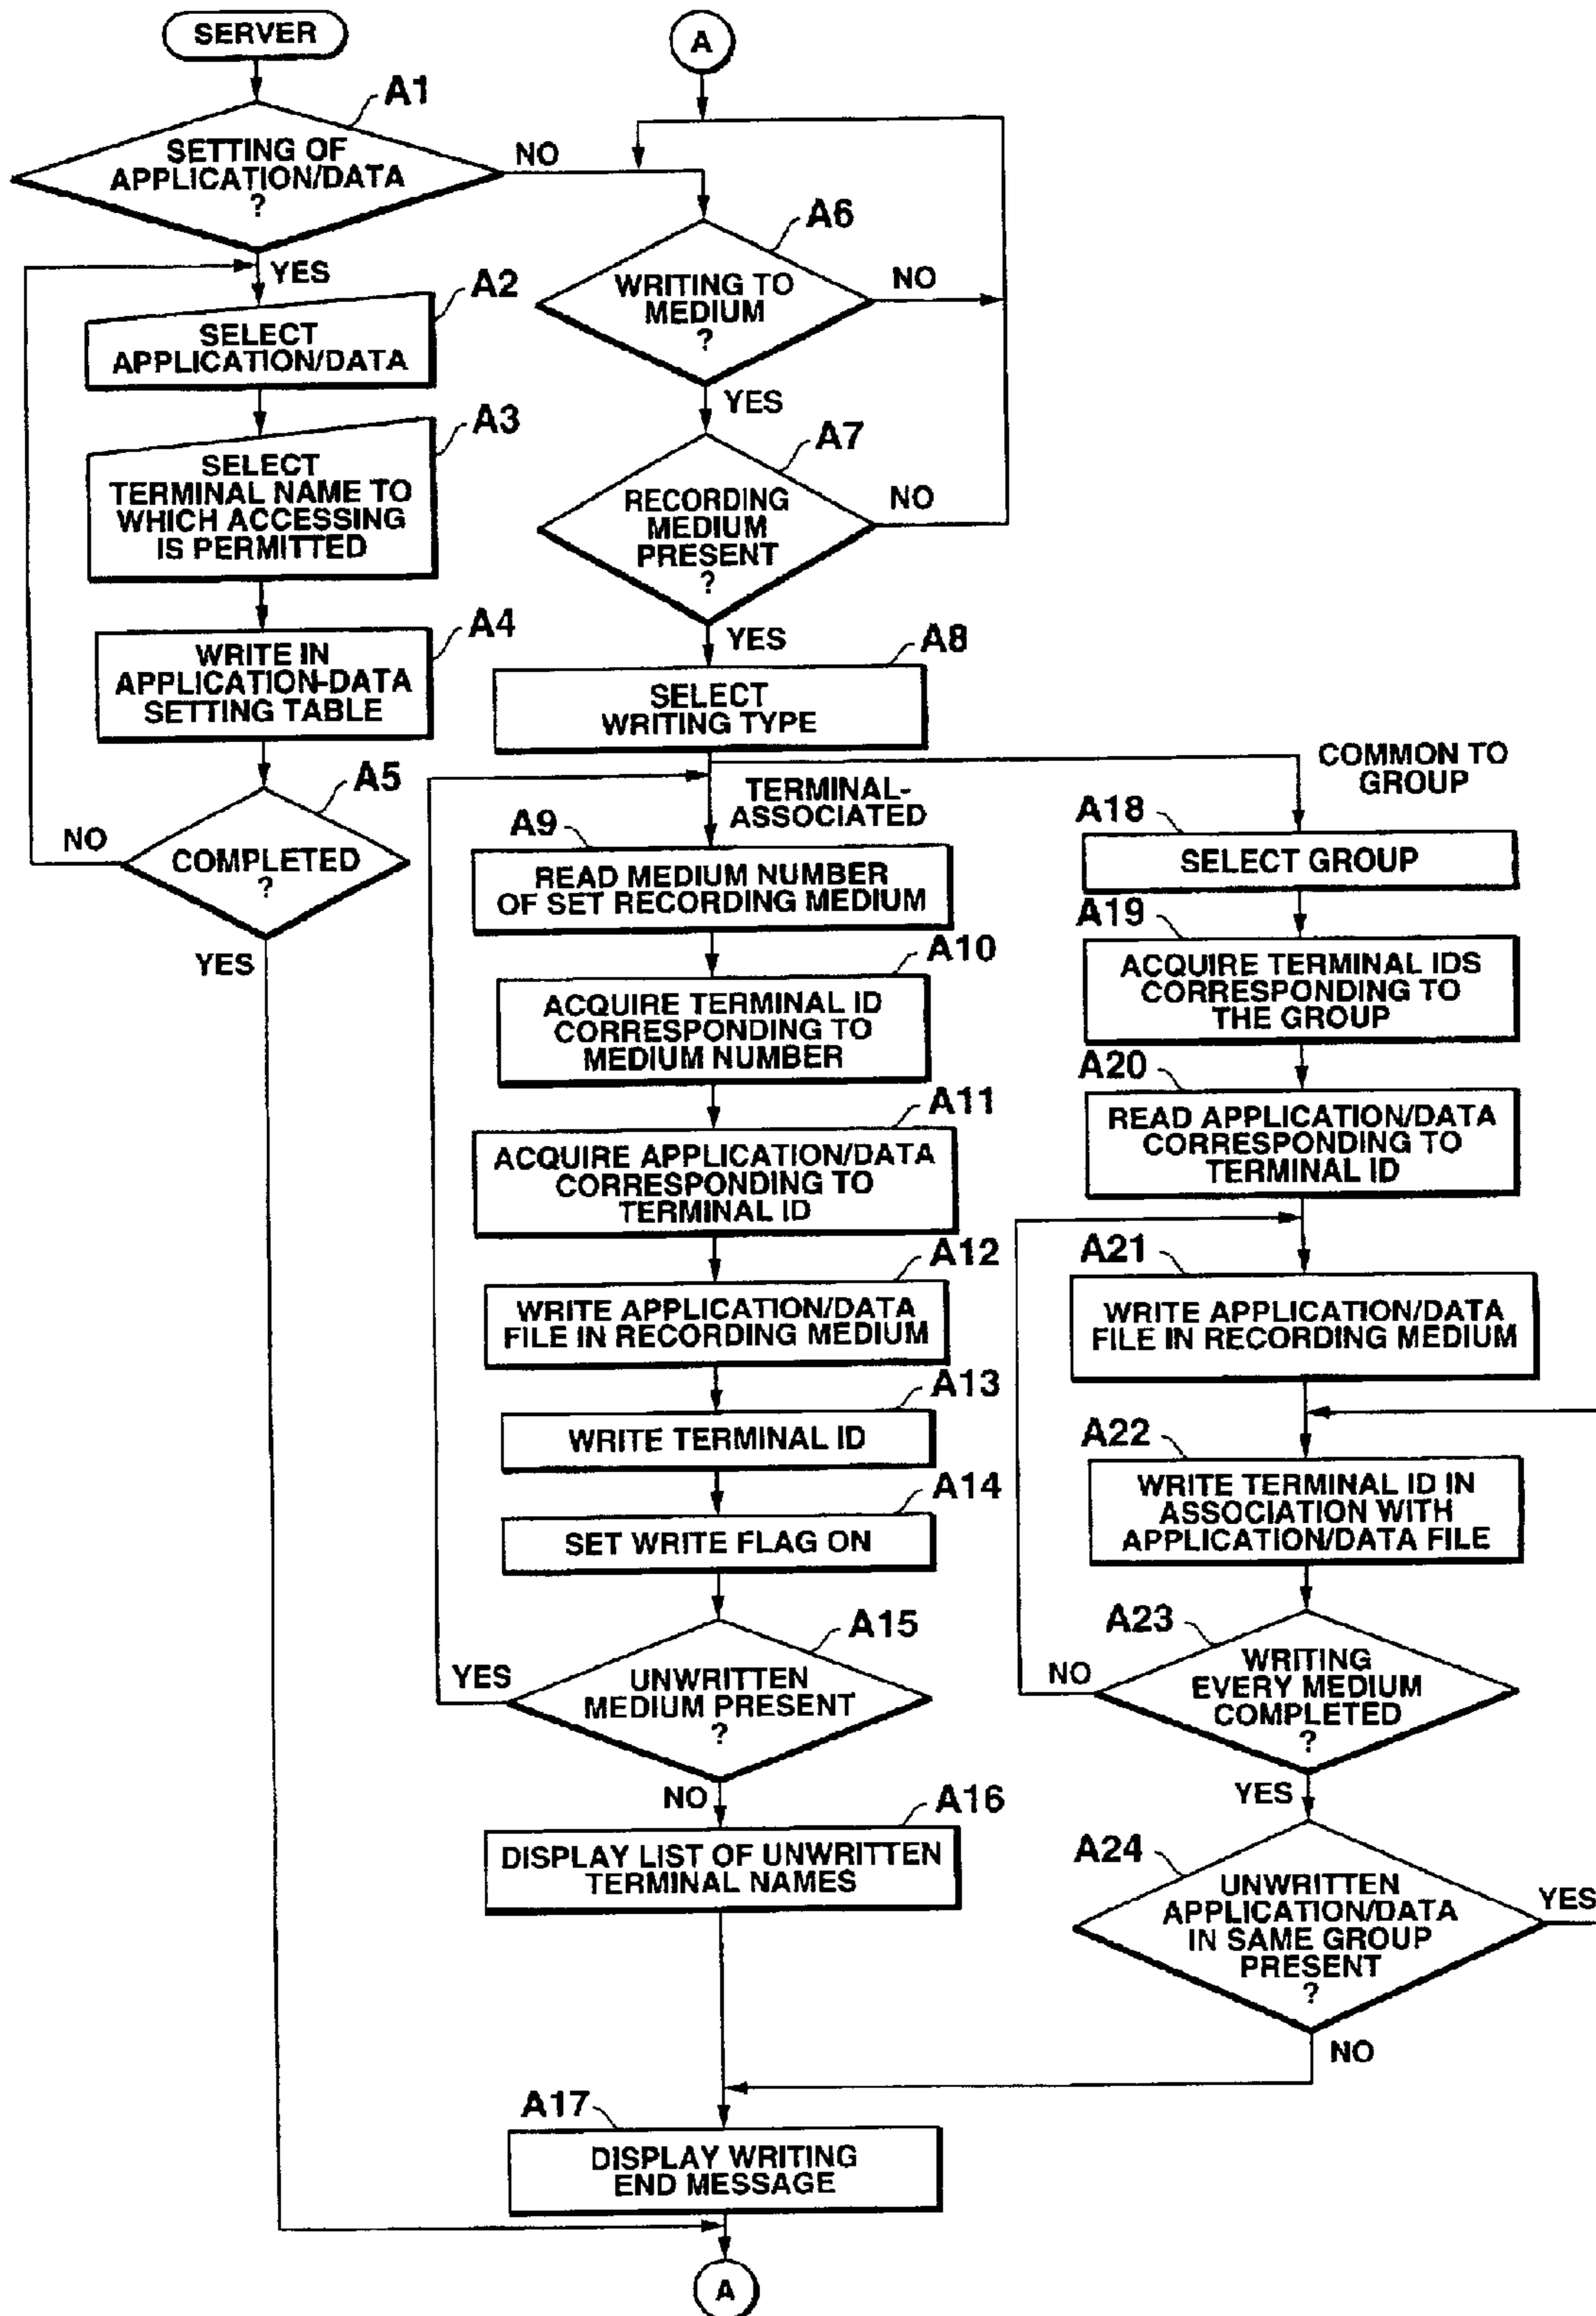 SERVER
A1
SETTING OF
APPLICATION/DATA
?
NO
YES
A2
SELECT
APPLICATION/DATA
A3
SELECT
TERMINAL NAME TO
WHICH ACCESSING
IS PERMITTED
A4
WRITE IN
APPLICATION-DATA
SETTING TABLE
A5
NO
COMPLETED
?
YES
A
A6
WRITING TO
MEDIUM
?
NO
YES
A7
RECORDING
MEDIUM
PRESENT
?
NO
YES
A8
SELECT
WRITING TYPE
TERMINAL-
ASSOCIATED
COMMON TO
GROUP
A9
READ MEDIUM NUMBER
OF SET RECORDING MEDIUM
A10
ACQUIRE TERMINAL ID
CORRESPONDING TO
MEDIUM NUMBER
A11
ACQUIRE APPLICATION/DATA
CORRESPONDING TO
TERMINAL ID
A12
WRITE APPLICATION/DATA
FILE IN RECORDING MEDIUM
A13
WRITE TERMINAL ID
A14
SET WRITE FLAG ON
A15
YES
UNWRITTEN
MEDIUM PRESENT
?
NO
A16
DISPLAY LIST OF UNWRITTEN
TERMINAL NAMES
A18
SELECT GROUP
A19
ACQUIRE TERMINAL IDS
CORRESPONDING TO
THE GROUP
A20
READ APPLICATION/DATA
CORRESPONDING TO
TERMINAL ID
A21
WRITE APPLICATION/DATA
FILE IN RECORDING MEDIUM
A22
WRITE TERMINAL ID IN
ASSOCIATION WITH
APPLICATION/DATA FILE
A23
NO
WRITING
EVERY MEDIUM
COMPLETED
?
YES
A24
UNWRITTEN
APPLICATION/DATA
IN SAME GROUP
PRESENT
?
YES
NO
A17
DISPLAY WRITING
END MESSAGE
A